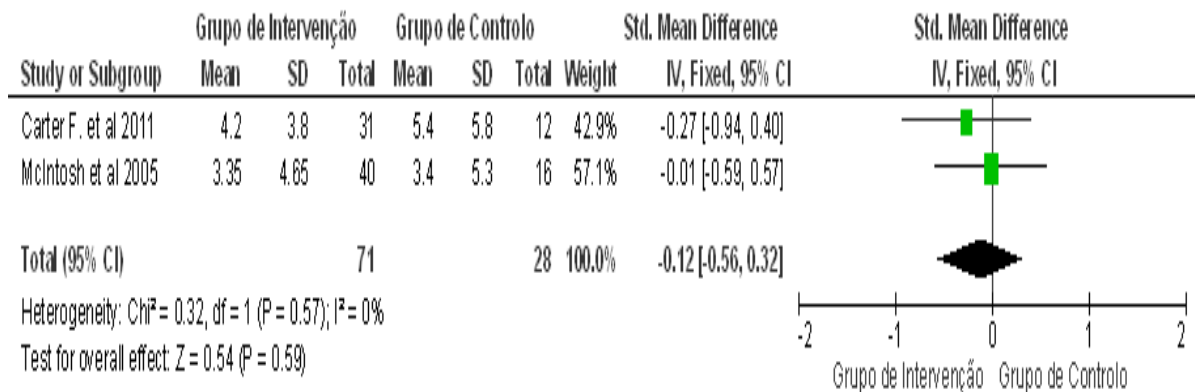 Grupo de Intervenção Grupo de Controlo Std. Mean Difference Std. Mean Difference
Study or Subgroup Mean SD Total Mean SD Total Weight IV, Fixed, 95% CI IV, Fixed, 95% CI
Carter F. et al 2011 4.2 3.8 31 5.4 5.8 12 42.9% -0.27 [-0.94, 0.40]
McIntosh et al 2005 3.35 4.65 40 3.4 5.3 16 57.1% -0.01 [-0.59, 0.57]
Total (95% CI) 71 28 100.0% -0.12 [-0.56, 0.32]
Heterogeneity: Chi² = 0.32, df = 1 (P = 0.57); I² = 0%
Test for overall effect: Z = 0.54 (P = 0.59)
-2 -1 0 1 2
Grupo de Intervenção Grupo de Controlo